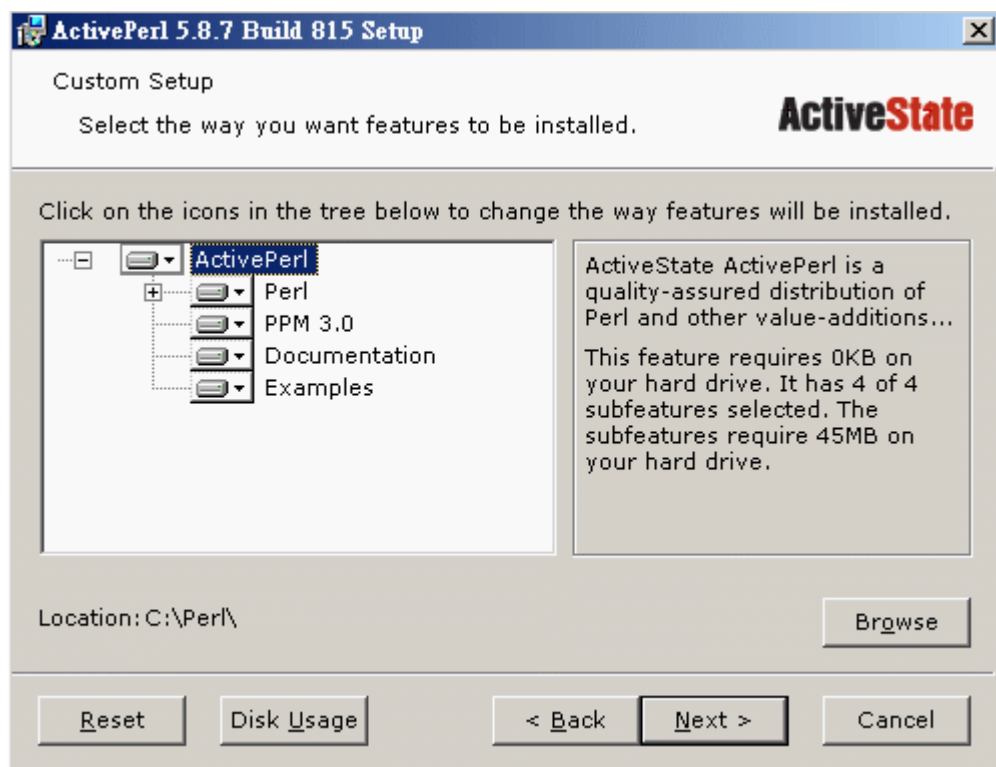 ActivePerl 5.8.7 Build 815 Setup
Custom Setup
Select the way you want features to be installed.
ActiveState
Click on the icons in the tree below to change the way features will be installed.
ActivePerl
Perl
PPM 3.0
Documentation
Examples
ActiveState ActivePerl is a
quality-assured distribution of
Perl and other value-additions...
This feature requires 0KB on
your hard drive. It has 4 of 4
subfeatures selected. The
subfeatures require 45MB on
your hard drive.
Location: C:\Perl\
Browse
Reset
Disk Usage
< Back
Next >
Cancel